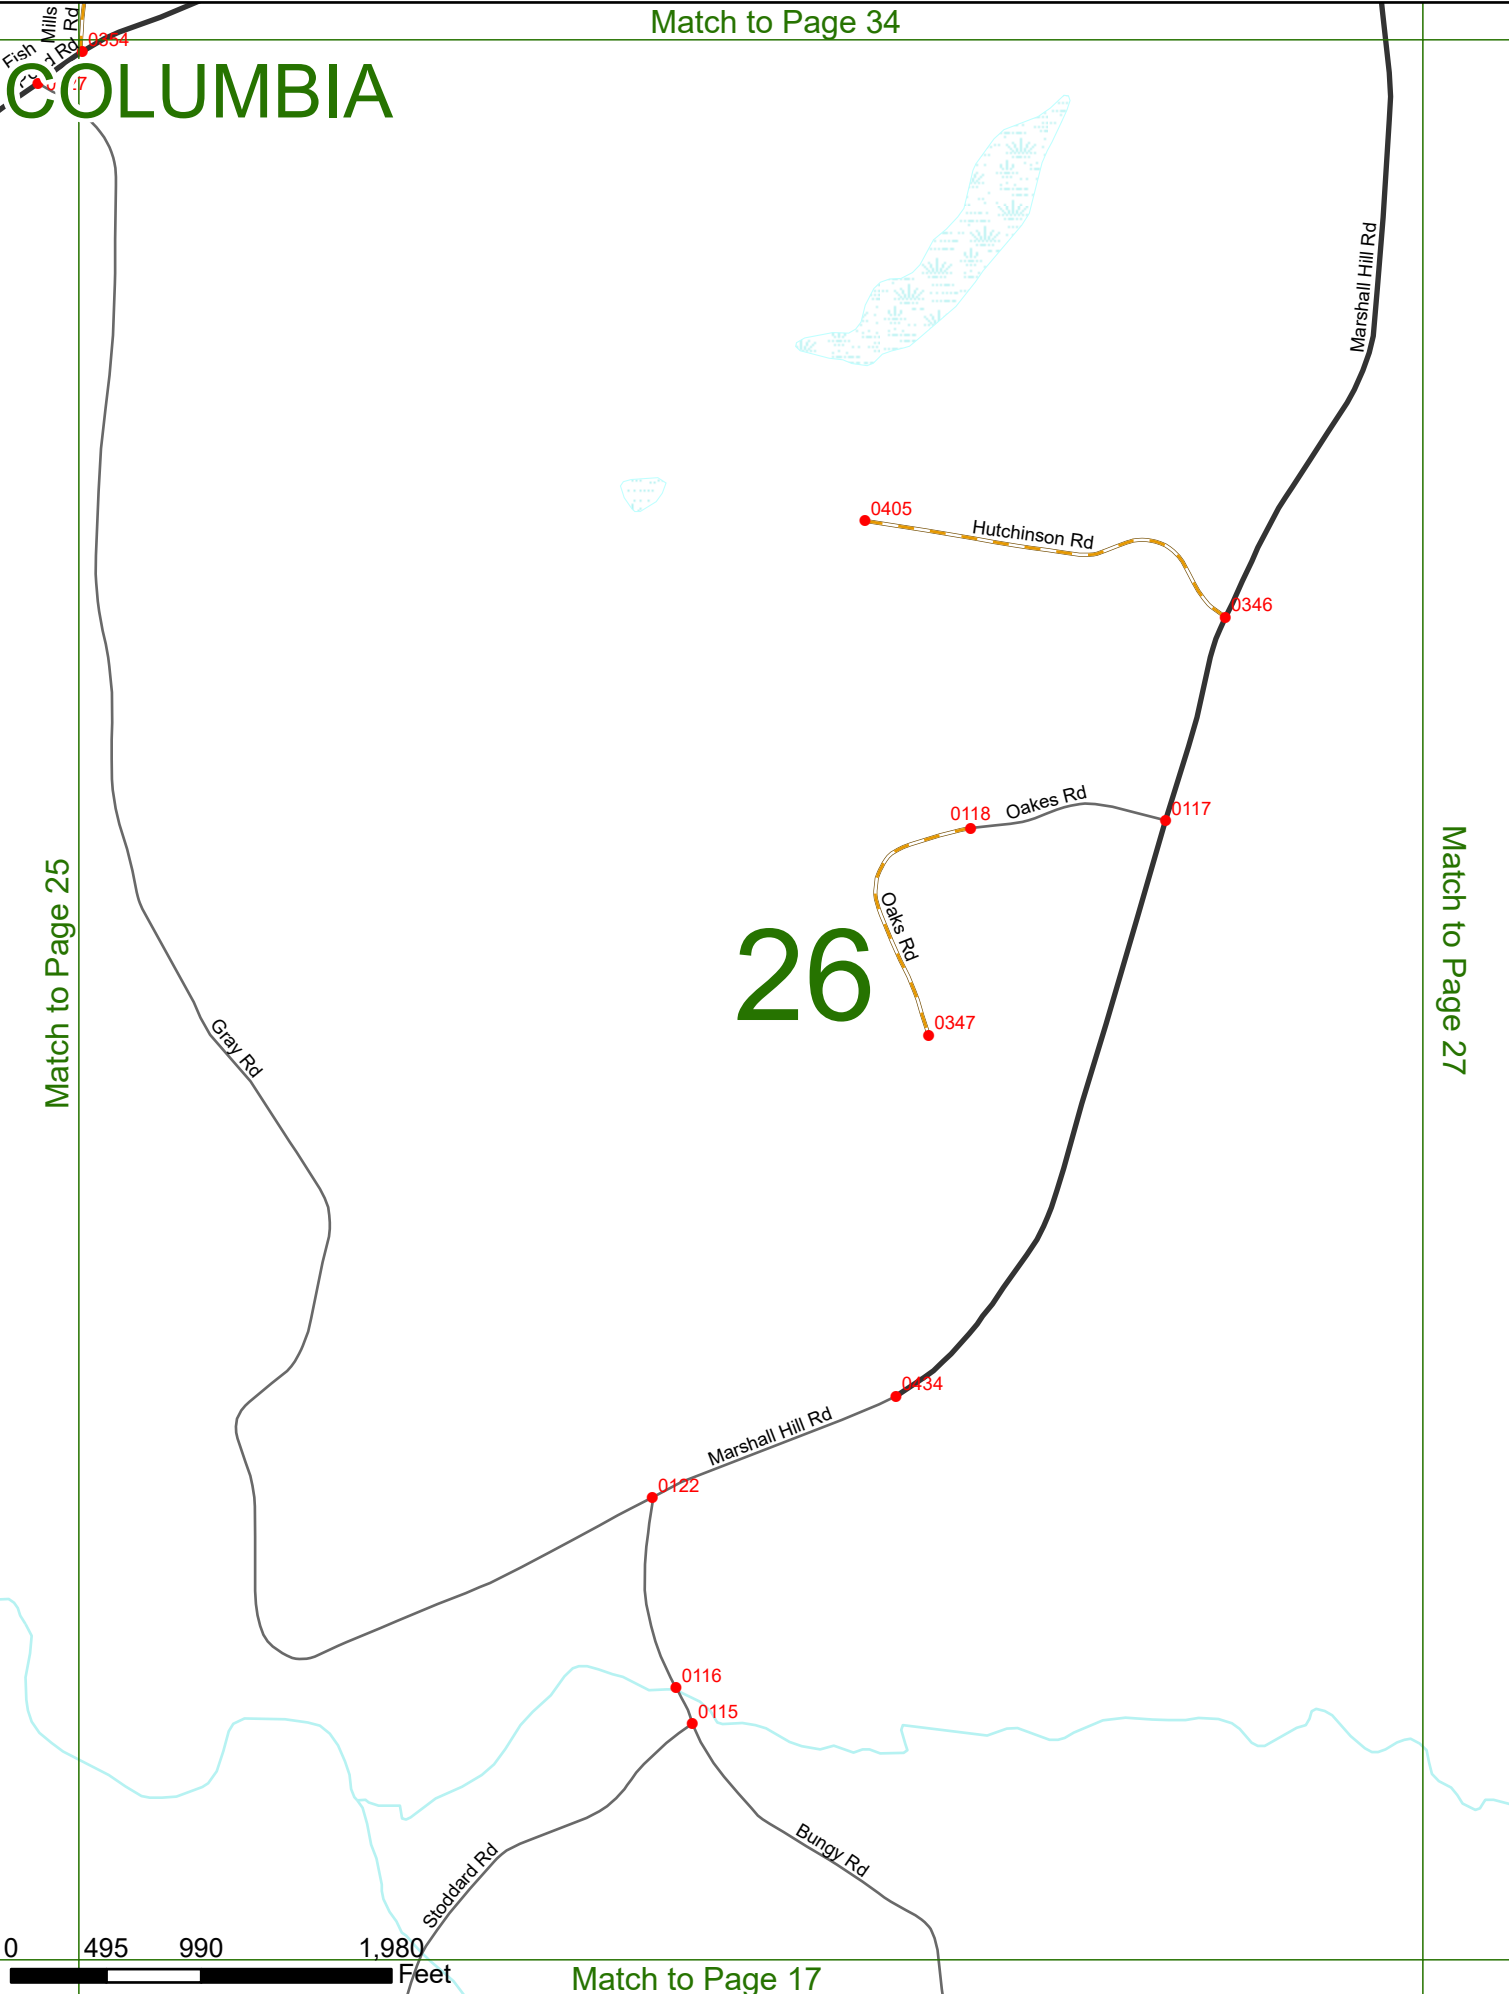 Match to Page 34
Mills
Rd
Fish
Rd
0354
COLUMBIA
Marshall Hill Rd
0405
Hutchinson Rd
0346
0118
Oakes Rd
0117
Oaks Rd
Match to Page 25
26
Match to Page 27
0347
Gray Rd
0434
Marshall Hill Rd
0122
0116
0115
Bungy Rd
Stoddard Rd
0 495 990 1,980
Feet
Match to Page 17